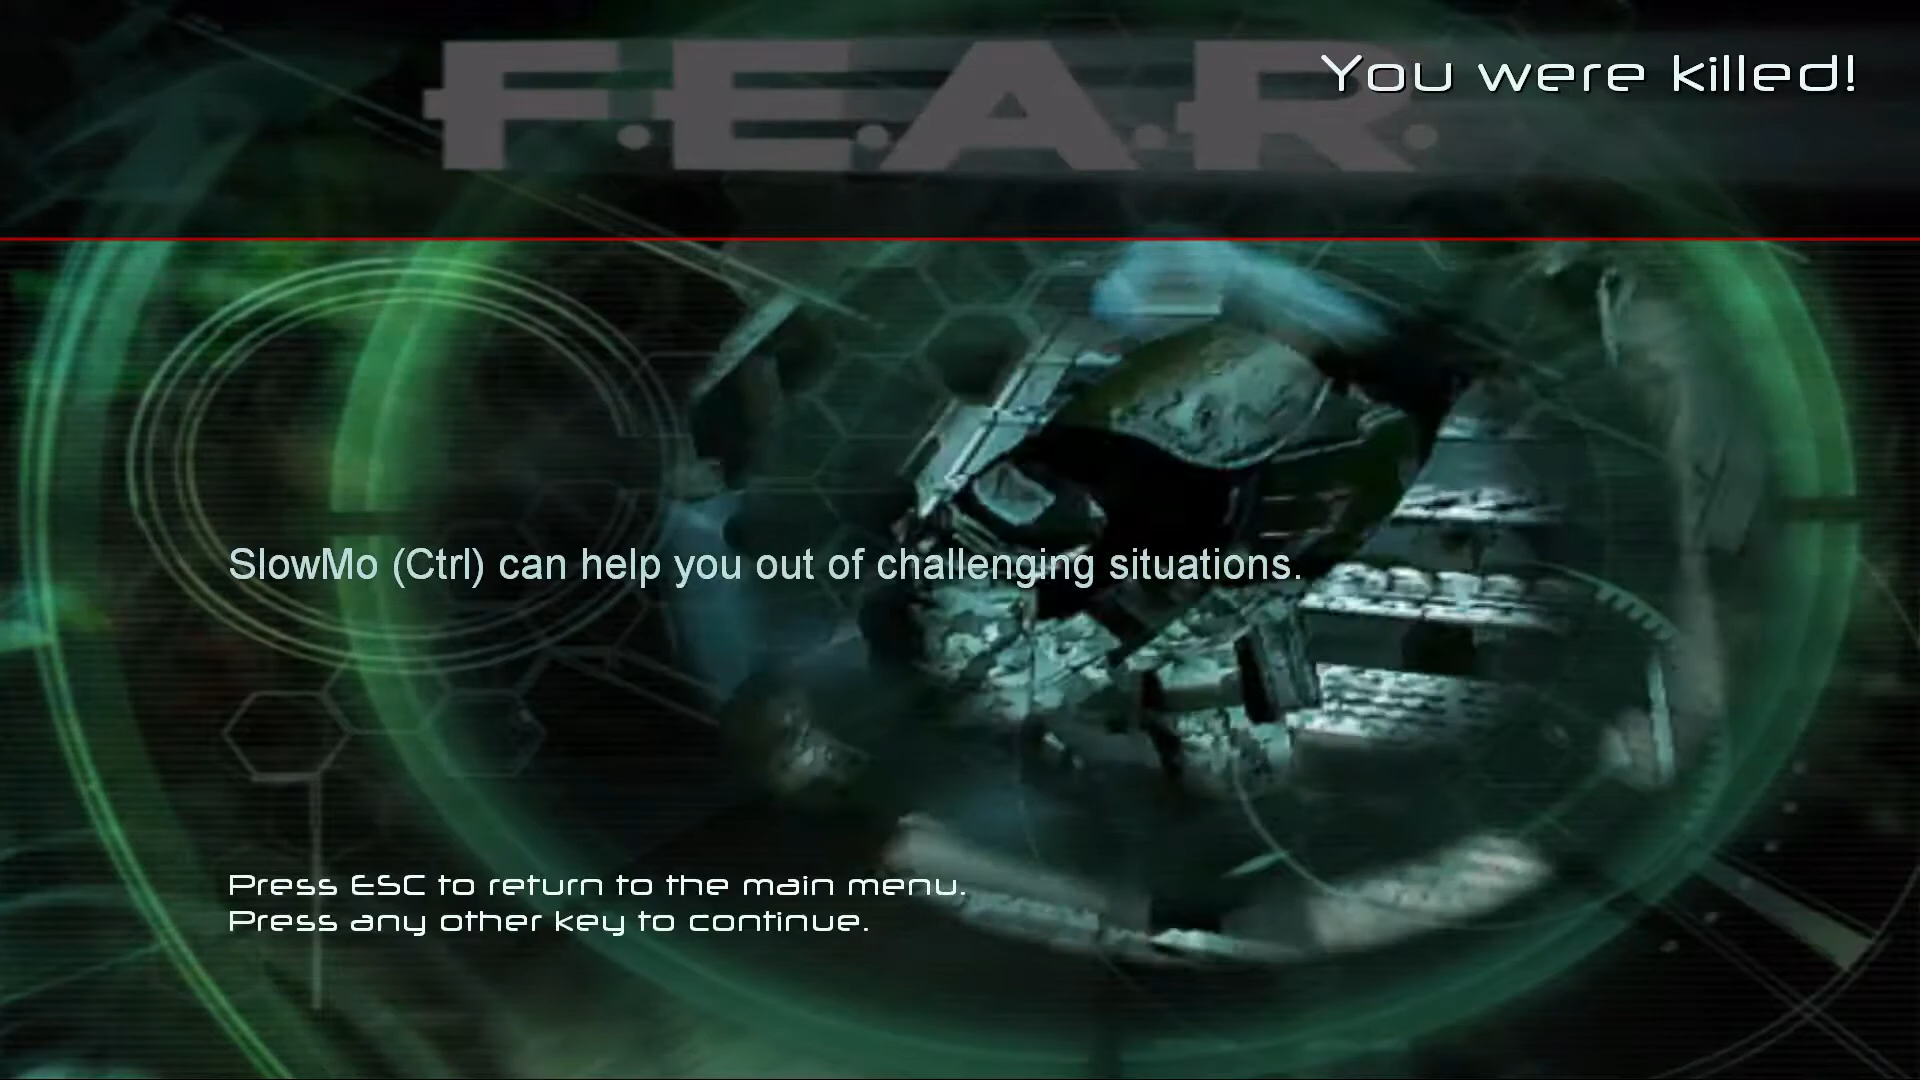 F.E.A.R.
You were killed!
SlowMo (Ctrl) can help you out of challenging situations.
Press ESC to return to the main menu.
Press any other key to continue.